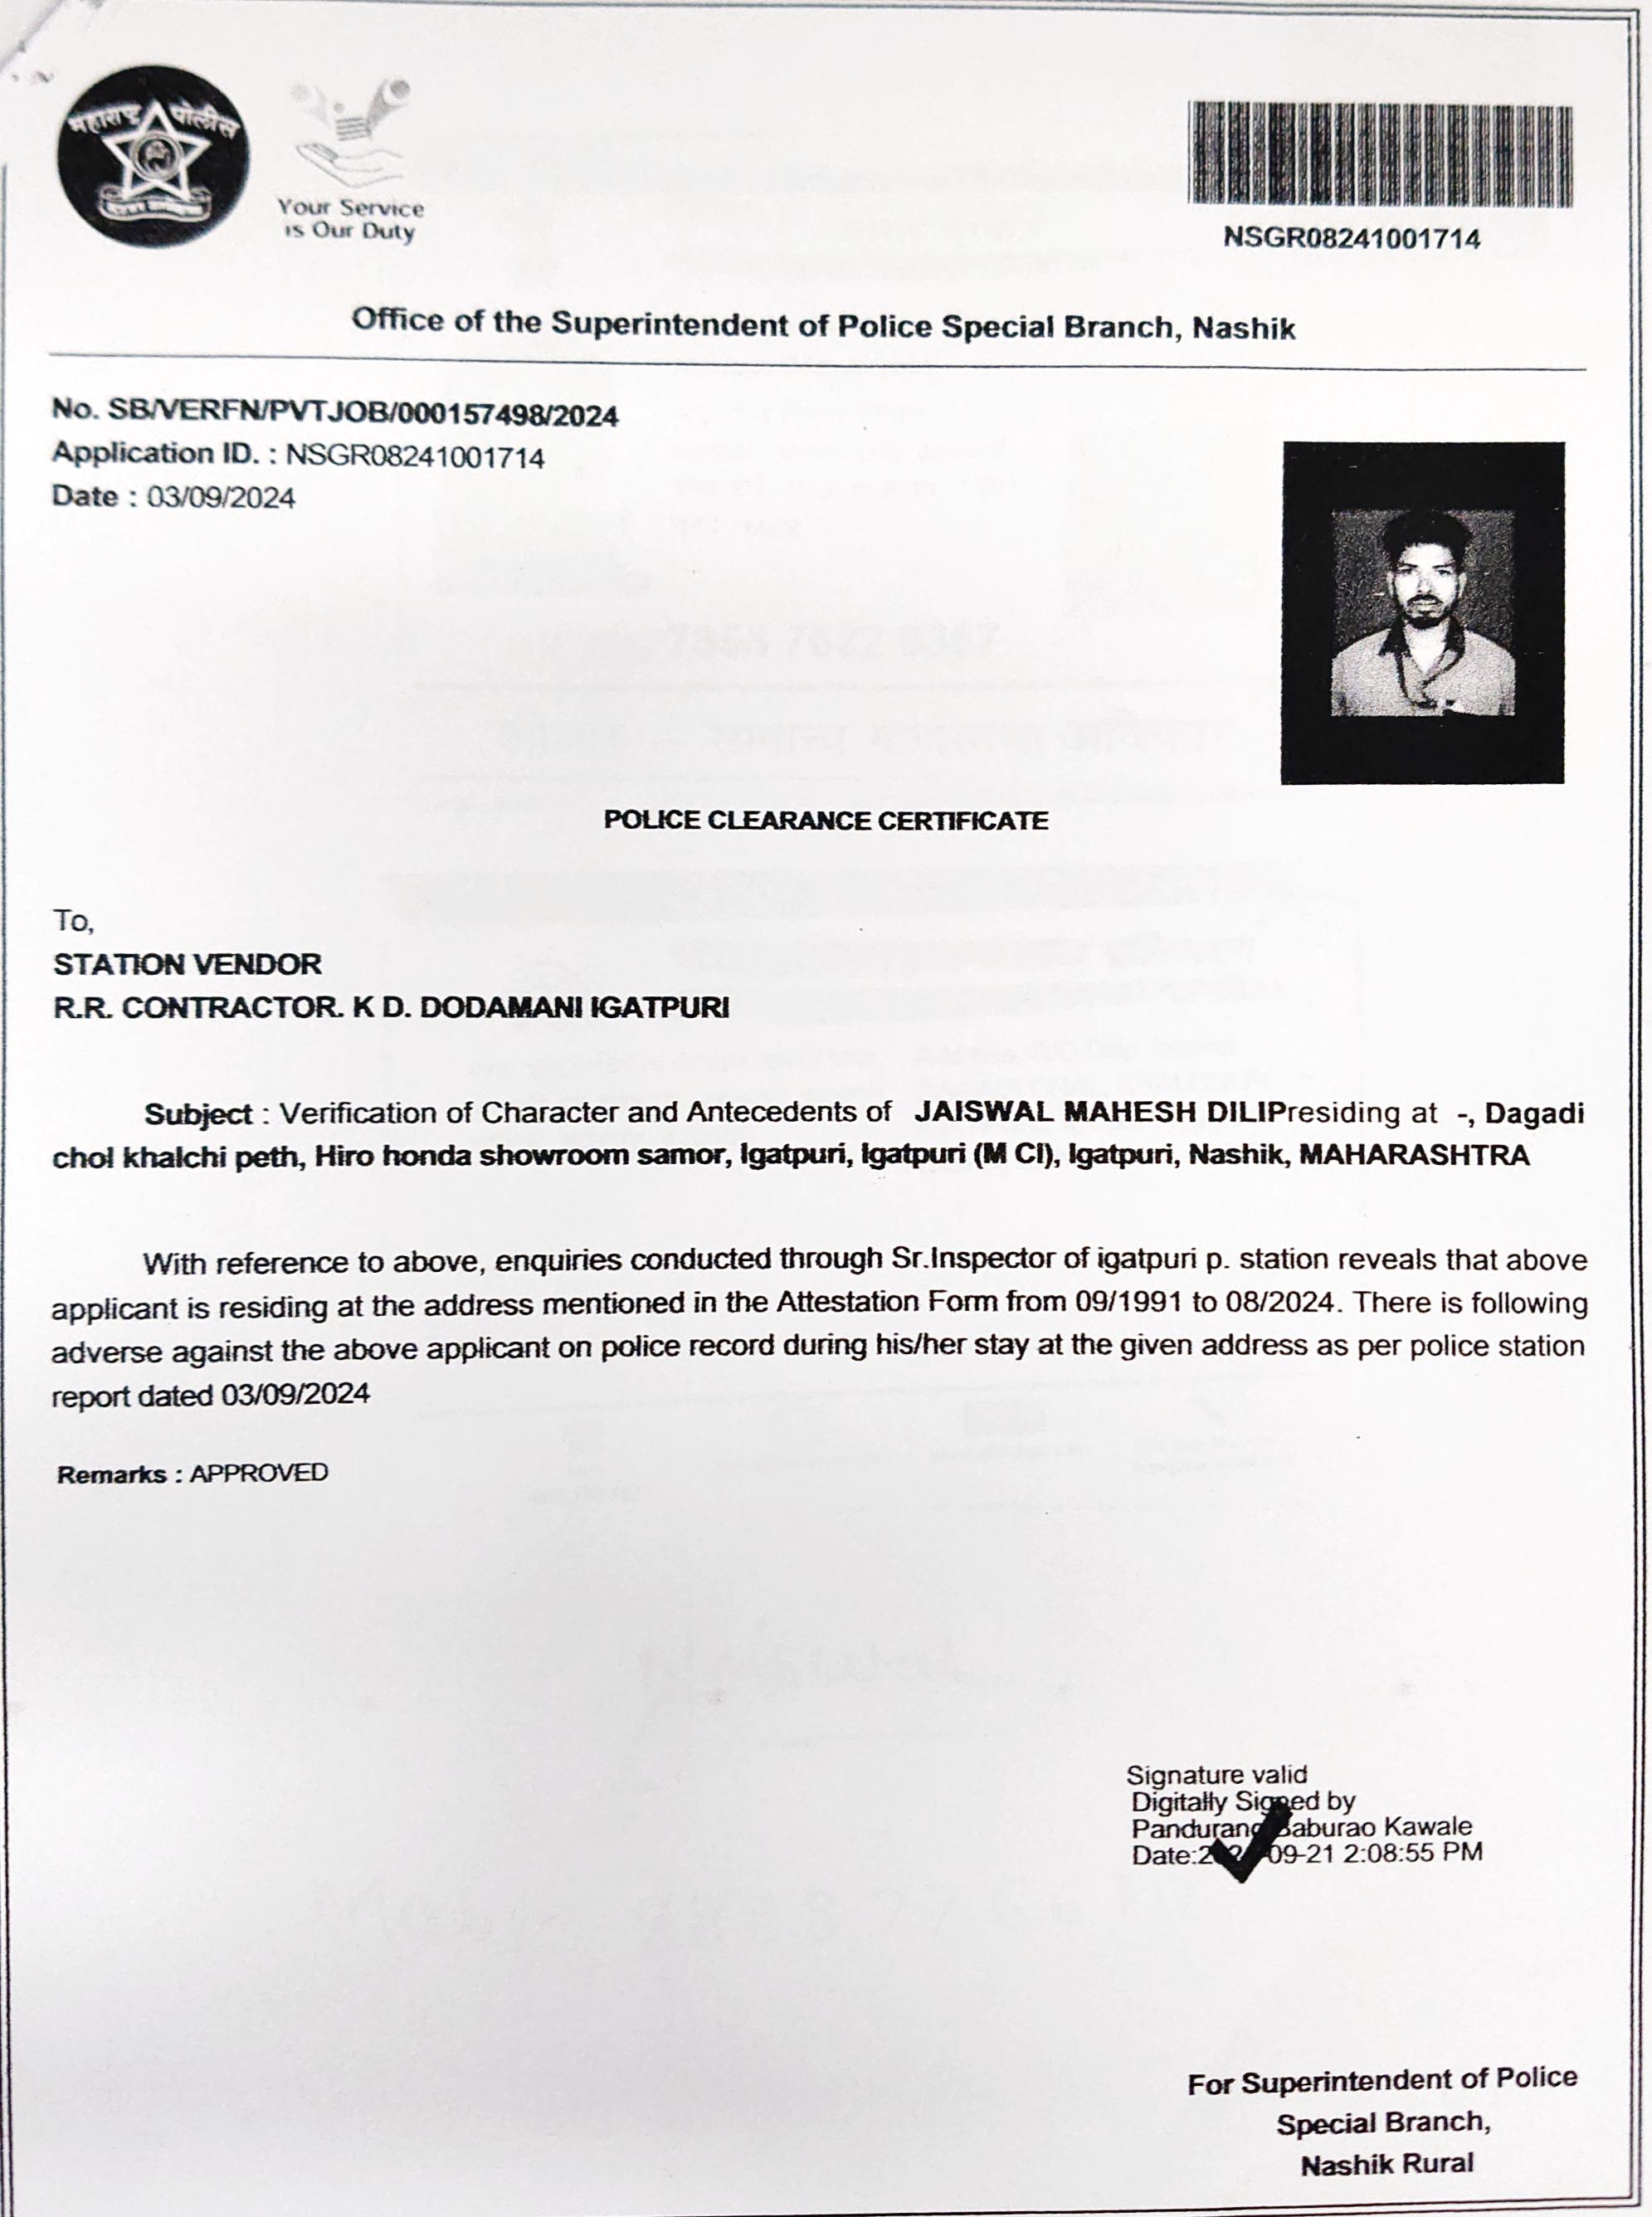 महाराष्ट्र पोलीस
Your Service
is Our Duty
NSGR08241001714
Office of the Superintendent of Police Special Branch, Nashik
No. SB/VERFN/PVTJOB/000157498/2024
Application ID. : NSGR08241001714
Date : 03/09/2024
POLICE CLEARANCE CERTIFICATE
To,
STATION VENDOR
R.R. CONTRACTOR. K D. DODAMANI IGATPURI
Subject : Verification of Character and Antecedents of JAISWAL MAHESH DILIPresiding at -, Dagadi
chol khalchi peth, Hiro honda showroom samor, Igatpuri, Igatpuri (M Cl), Igatpuri, Nashik, MAHARASHTRA
With reference to above, enquiries conducted through Sr.Inspector of igatpuri p. station reveals that above
applicant is residing at the address mentioned in the Attestation Form from 09/1991 to 08/2024. There is following
adverse against the above applicant on police record during his/her stay at the given address as per police station
report dated 03/09/2024
Remarks : APPROVED
Signature valid
Digitally Signed by
Pandurang Baburao Kawale
09-21 2:08:55 PM
For Superintendent of Police
Special Branch,
Nashik Rural